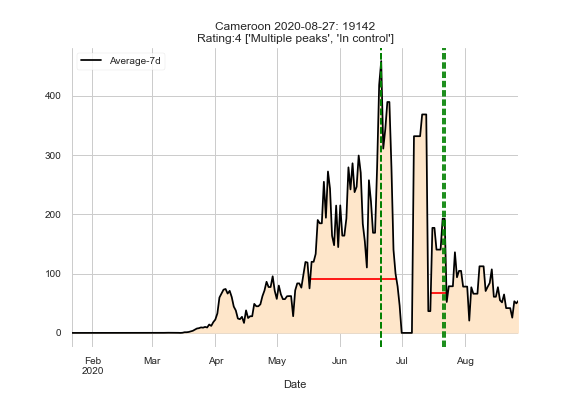 Cameroon 2020-08-27: 19142
Rating:4 ['Multiple peaks', 'In control']
Average-7d
400
300
200
100
0
Feb Mar Apr May Jun Jul Aug
2020
Date